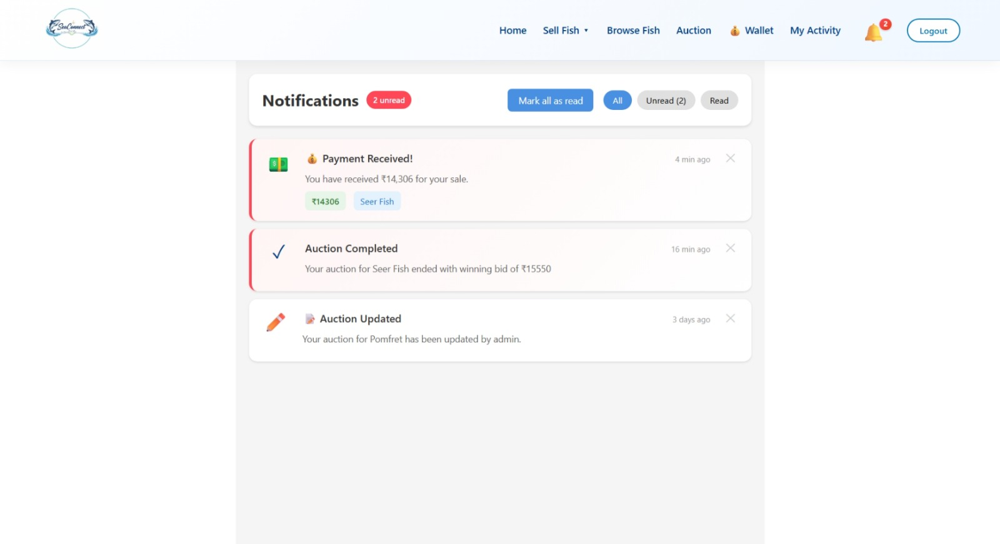 SeaConnect
Home Sell Fish ▼ Browse Fish Auction 💰 Wallet My Activity 2 Logout
Notifications 2 unread Mark all as read All Unread (2) Read
💰 Payment Received! 4 min ago
You have received ₹14,306 for your sale.
₹14306 Seer Fish
Auction Completed 16 min ago
Your auction for Seer Fish ended with winning bid of ₹15550
📝 Auction Updated 3 days ago
Your auction for Pomfret has been updated by admin.